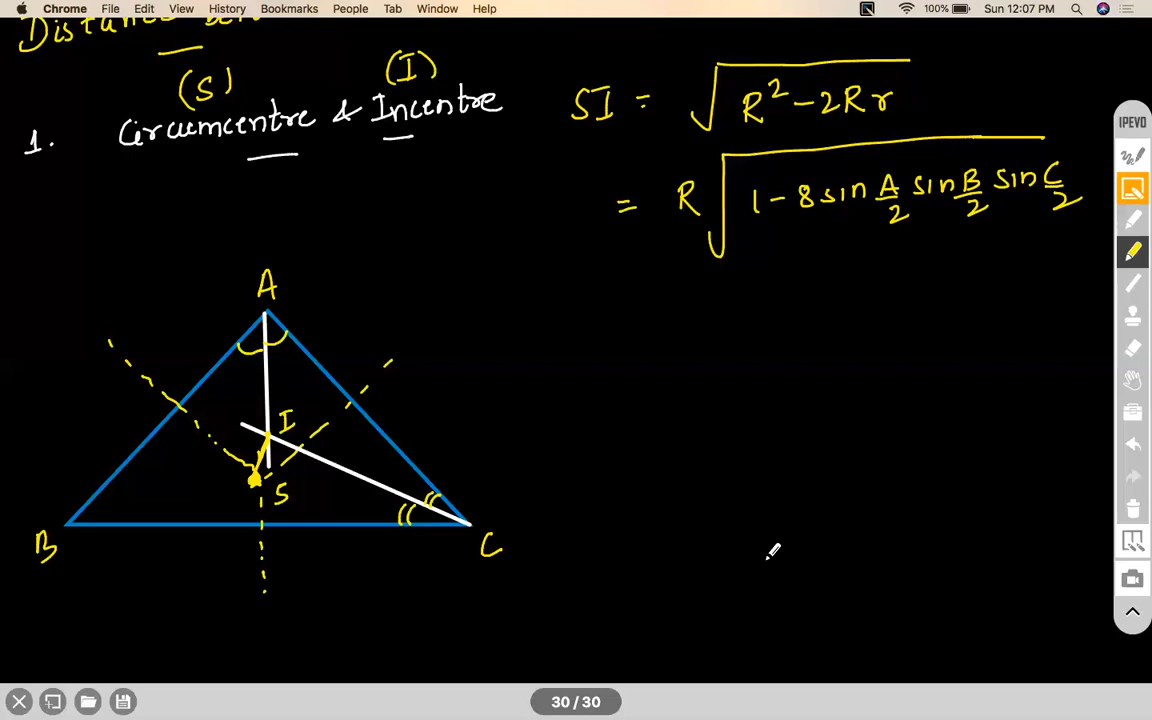 Chrome File Edit View History Bookmarks People Tab Window Help 100% Sun 12:07 PM
Distance
(S) (I)
1. Circumcentre & Incentre
SI = √(R² - 2Rr)
= R √(1 - 8 sin A/2 sin B/2 sin C/2)
IPEVO
A
I
S
B C
30 / 30